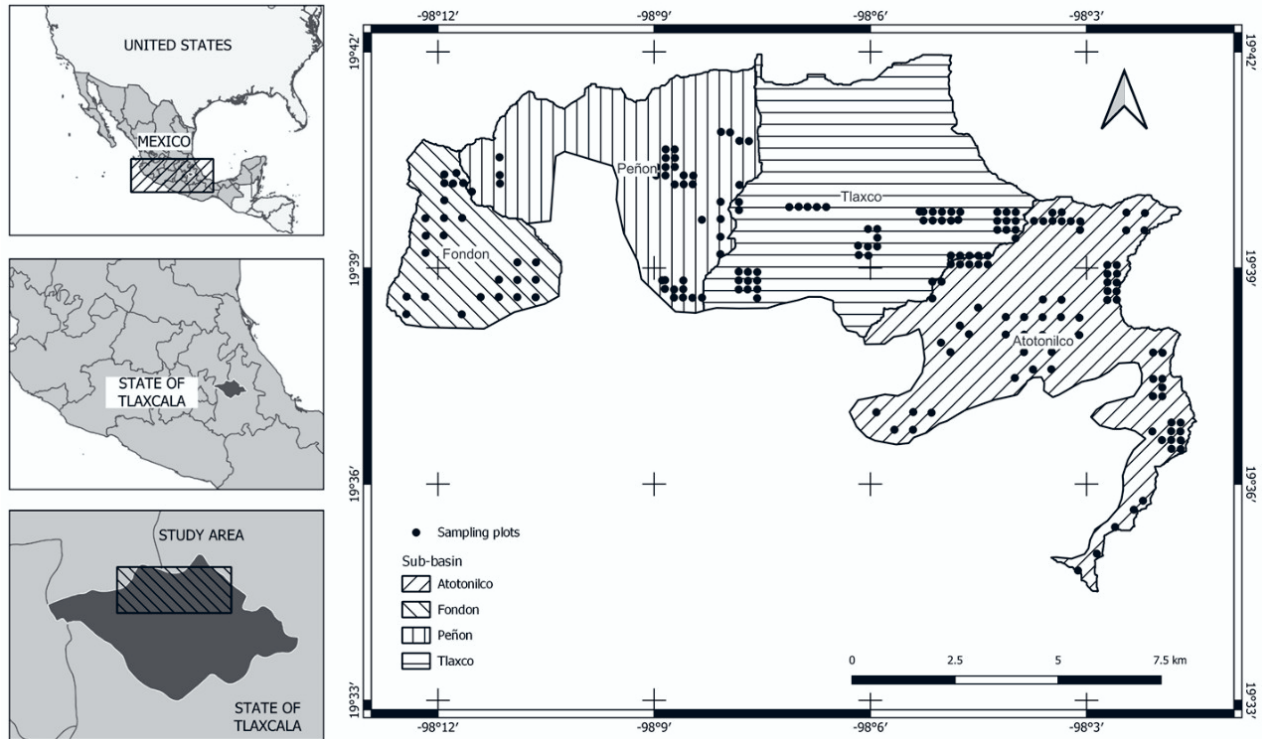 UNITED STATES
MEXICO
STATE OF
TLAXCALA
STUDY AREA
STATE OF
TLAXCALA
-98°12'
-98°9'
-98°6'
-98°3'
19°42'
19°42'
19°39'
19°39'
19°36'
19°36'
19°33'
19°33'
Peñon
Tlaxco
Fondon
Atotonilco
Sampling plots
Sub-basin
Atotonilco
Fondon
Peñon
Tlaxco
0
2.5
5
7.5 km
-98°12'
-98°9'
-98°6'
-98°3'